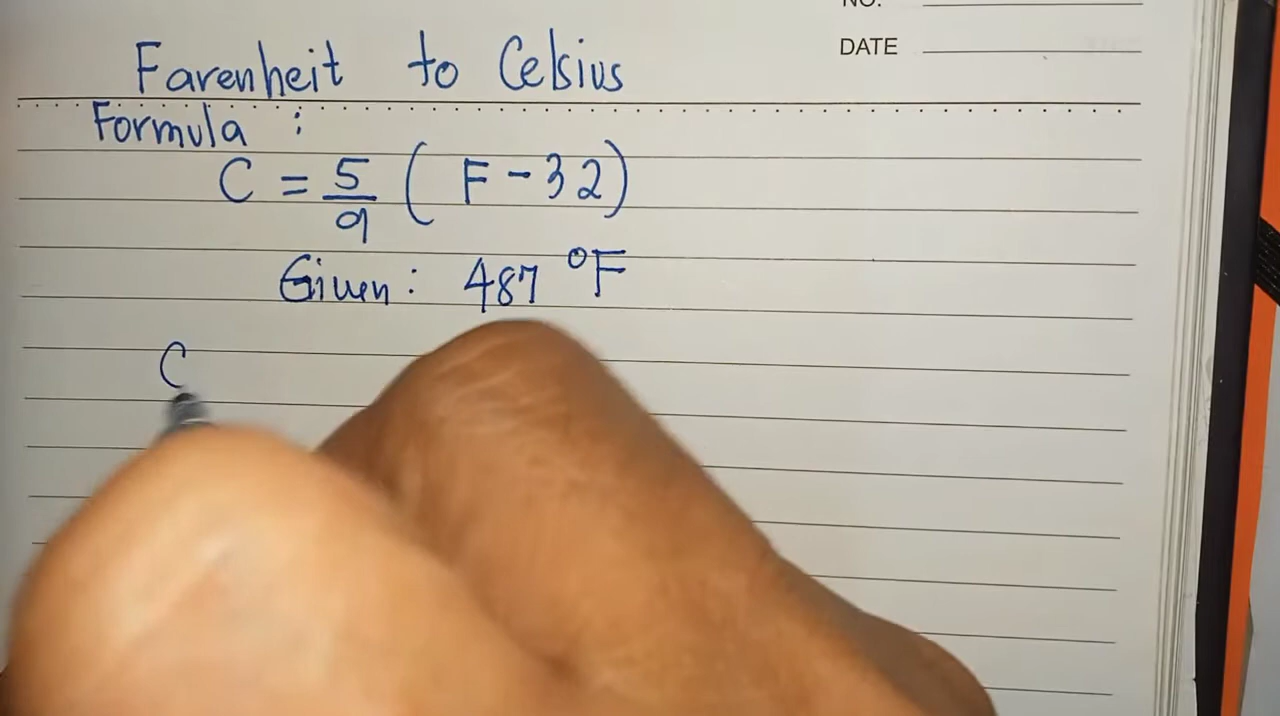 NO.
DATE
Farenheit to Celsius
Formula :
C = 5/9 ( F - 32)
Given: 487 °F
C